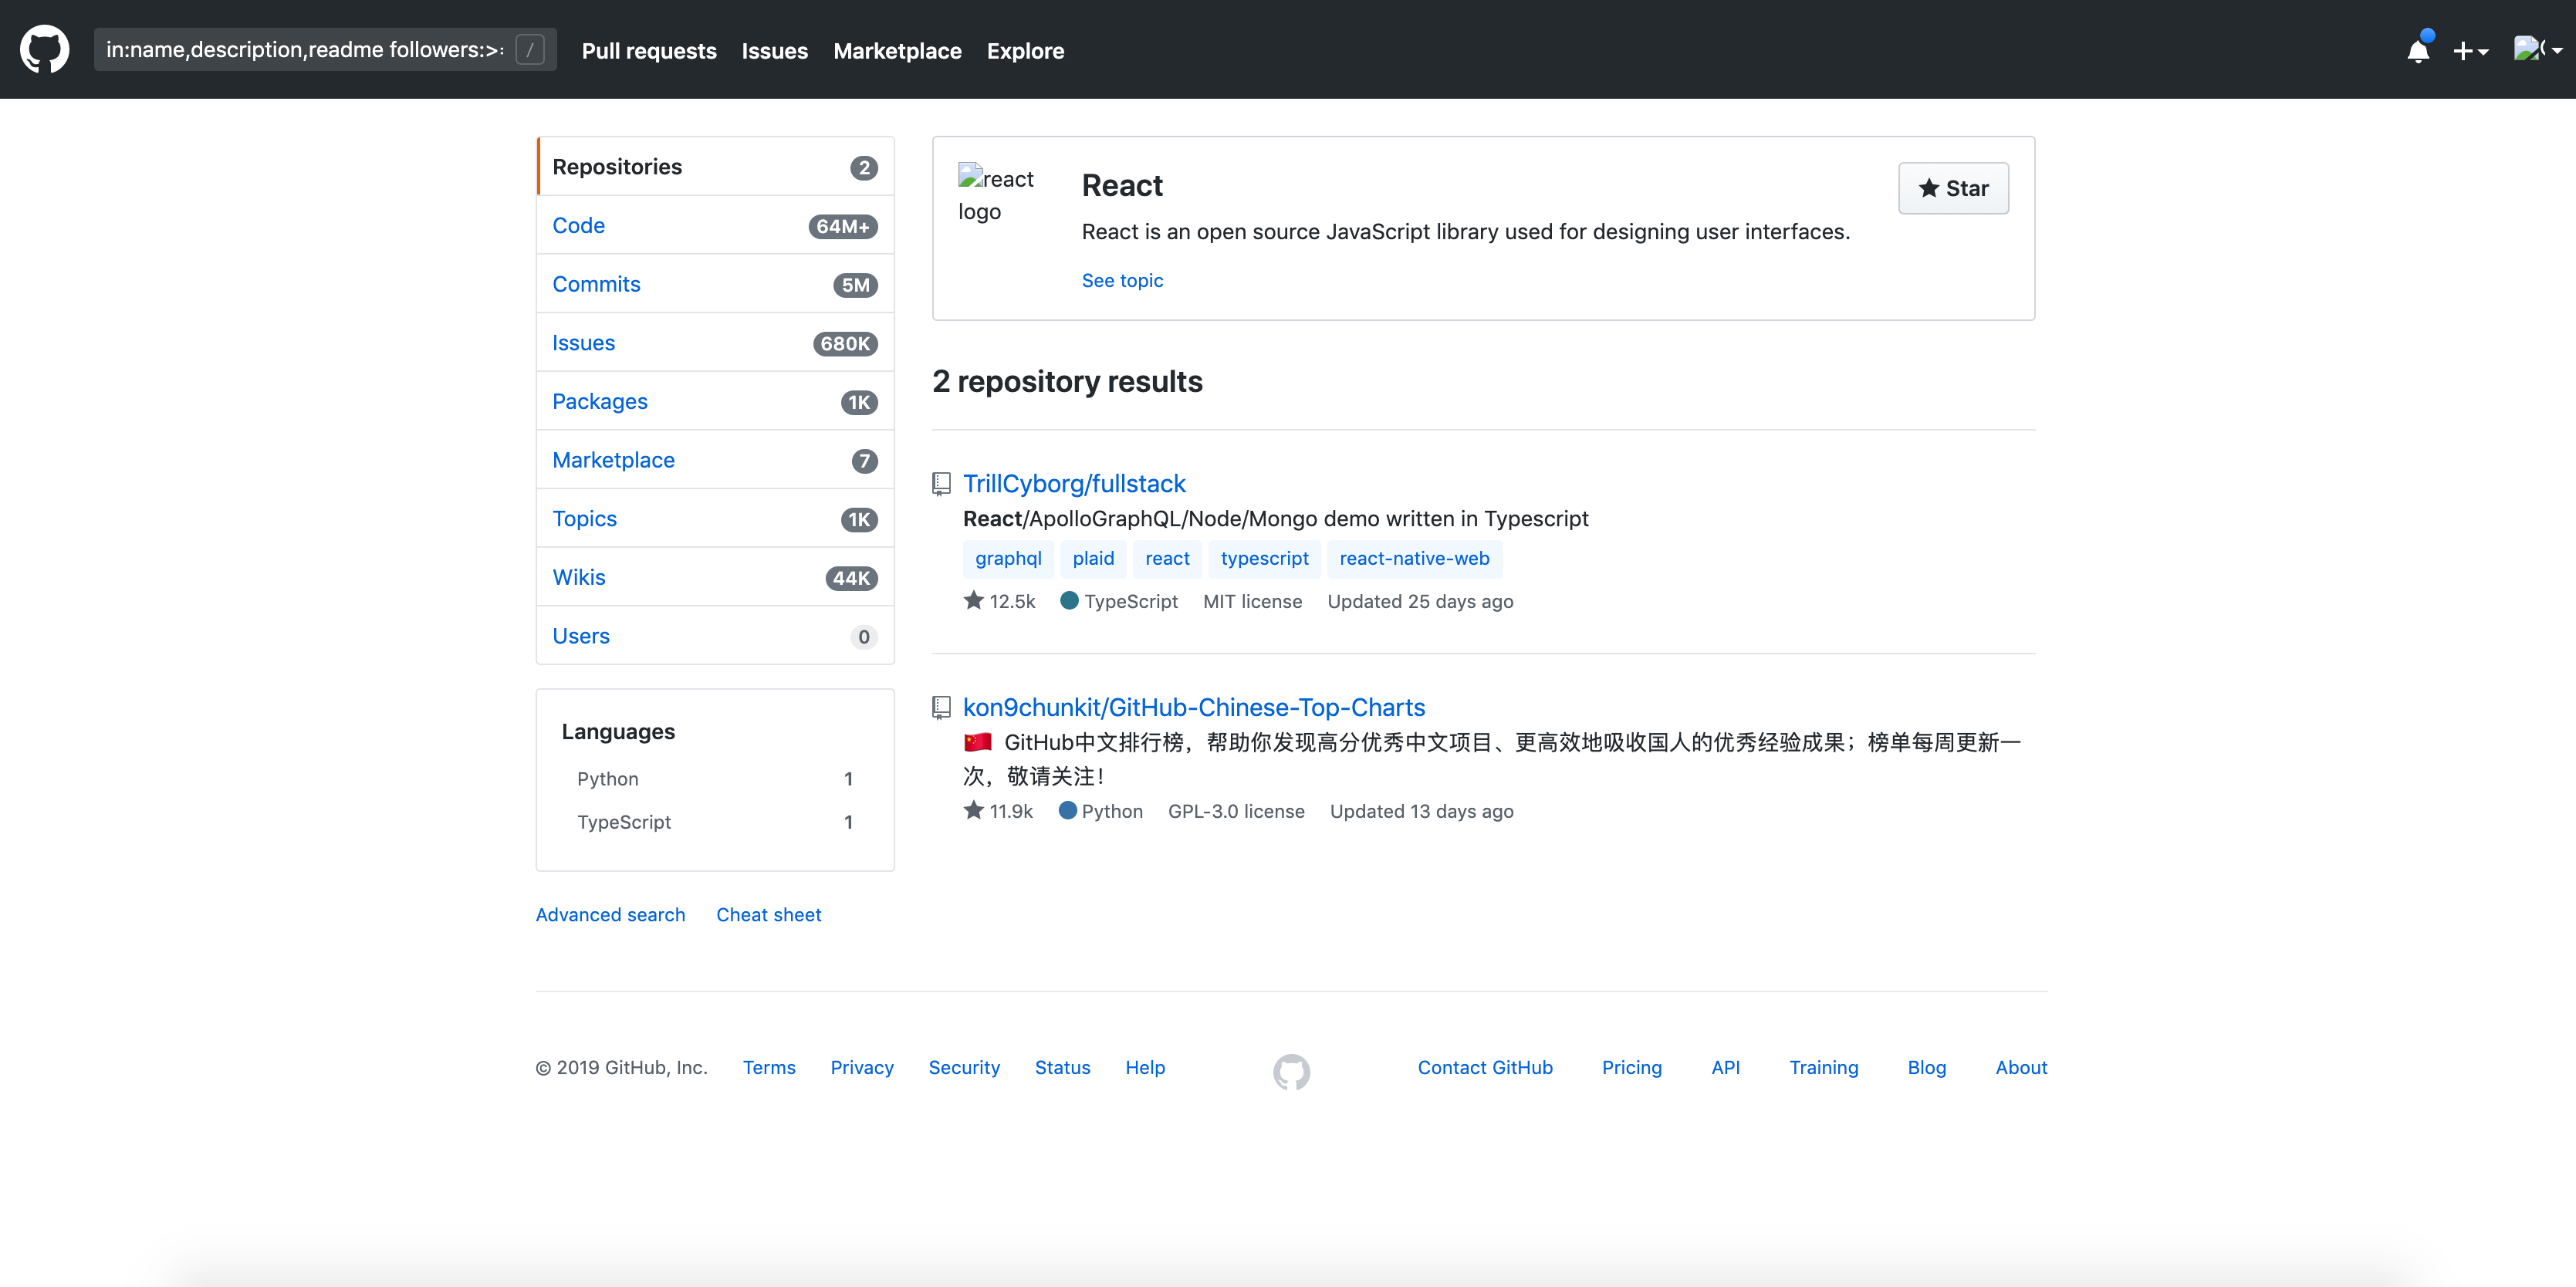 in:name,description,readme followers:>:
/
Pull requests
Issues
Marketplace
Explore
Repositories 2
Code 64M+
Commits 5M
Issues 680K
Packages 1K
Marketplace 7
Topics 1K
Wikis 44K
Users 0
Languages
Python 1
TypeScript 1
Advanced search
Cheat sheet
react
logo
React
React is an open source JavaScript library used for designing user interfaces.
See topic
Star
2 repository results
TrillCyborg/fullstack
React/ApolloGraphQL/Node/Mongo demo written in Typescript
graphql plaid react typescript react-native-web
12.5k TypeScript MIT license Updated 25 days ago
kon9chunkit/GitHub-Chinese-Top-Charts
🇨🇳 GitHub中文排行榜，帮助你发现高分优秀中文项目、更高效地吸收国人的优秀经验成果；榜单每周更新一
次，敬请关注！
11.9k Python GPL-3.0 license Updated 13 days ago
© 2019 GitHub, Inc. Terms Privacy Security Status Help
Contact GitHub Pricing API Training Blog About